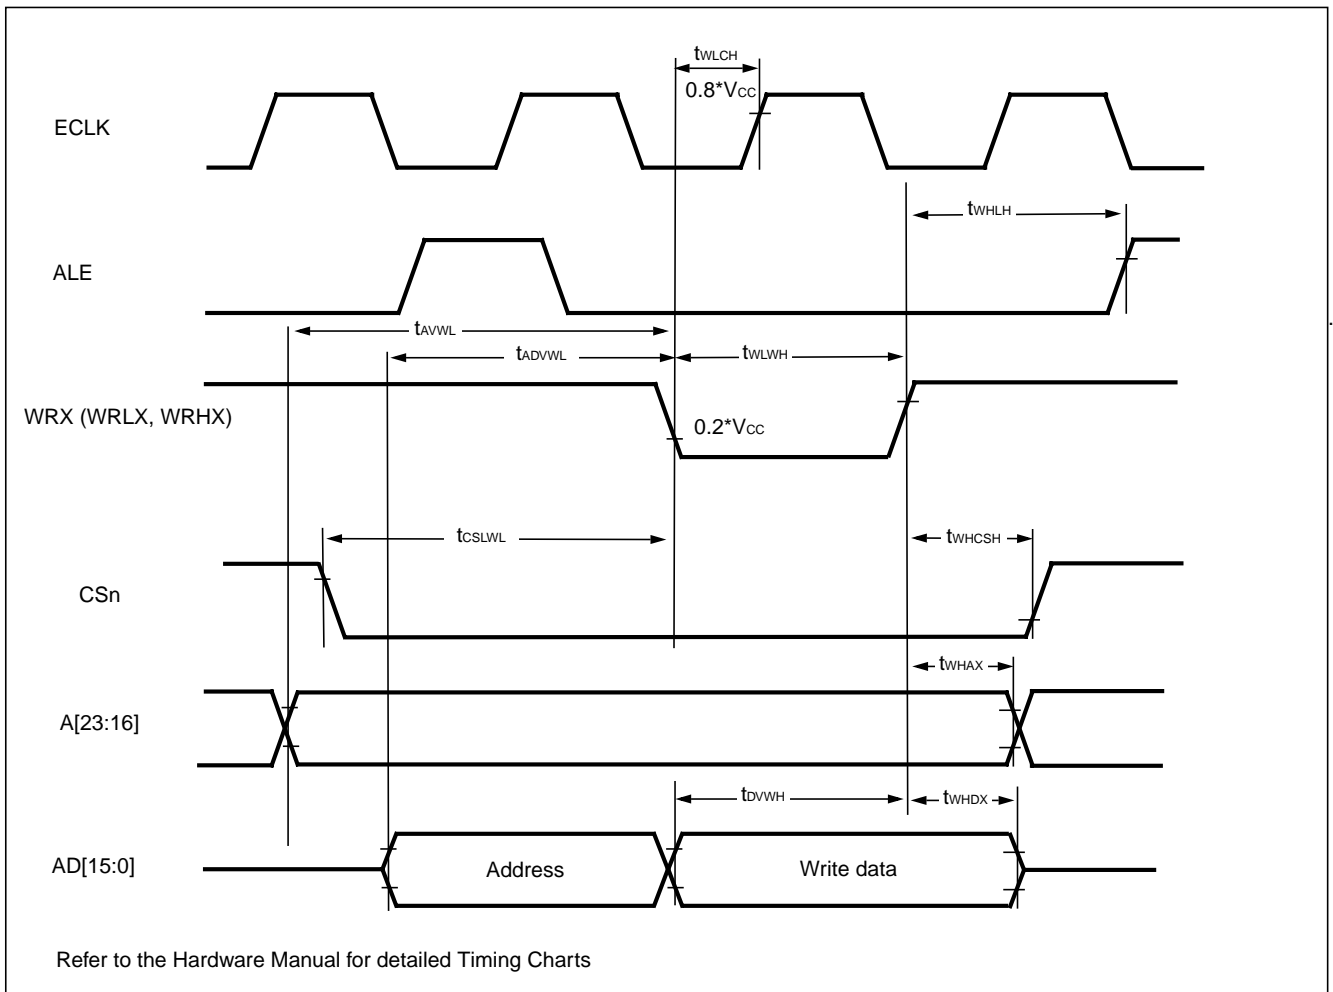 tWLCH
0.8*VCC
ECLK
tWHLH
ALE
tAVWL
tADVWL
tWLWH
WRX (WRLX, WRHX)
0.2*VCC
tCSLWL
tWHCSH
CSn
tWHAX
A[23:16]
tDVWH
tWHDX
AD[15:0]
Address
Write data
Refer to the Hardware Manual for detailed Timing Charts